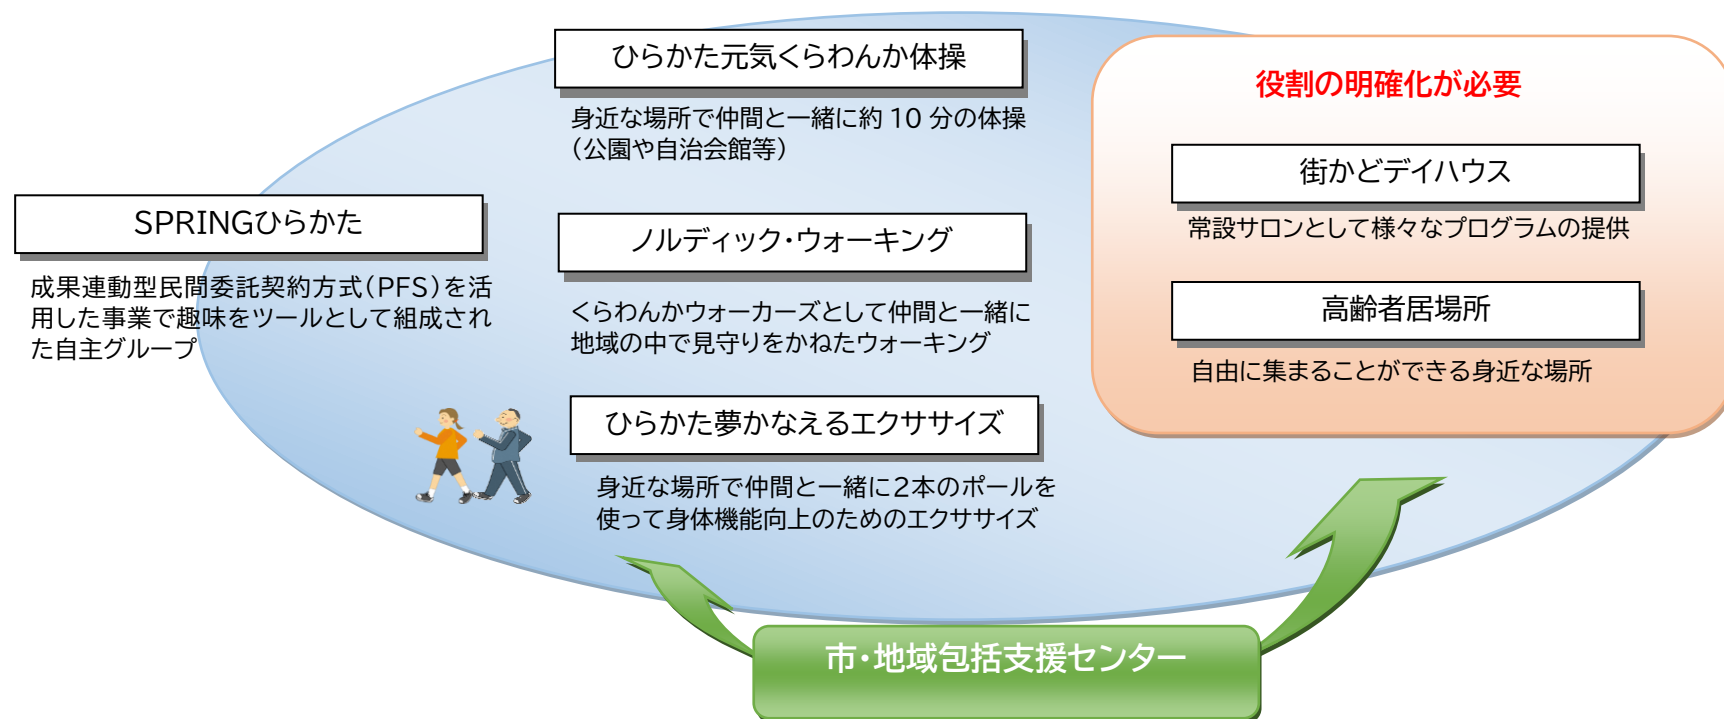 ひらかた元気くらわんか体操
身近な場所で仲間と一緒に約 10 分の体操
（公園や自治会館等）
SPRINGひらかた
成果連動型民間委託契約方式（PFS）を活
用した事業で趣味をツールとして組成され
た自主グループ
ノルディック・ウォーキング
くらわんかウォーカーズとして仲間と一緒に
地域の中で見守りをかねたウォーキング
ひらかた夢かなえるエクササイズ
身近な場所で仲間と一緒に2本のポールを
使って身体機能向上のためのエクササイズ
役割の明確化が必要
街かどデイハウス
常設サロンとして様々なプログラムの提供
高齢者居場所
自由に集まることができる身近な場所
市・地域包括支援センター